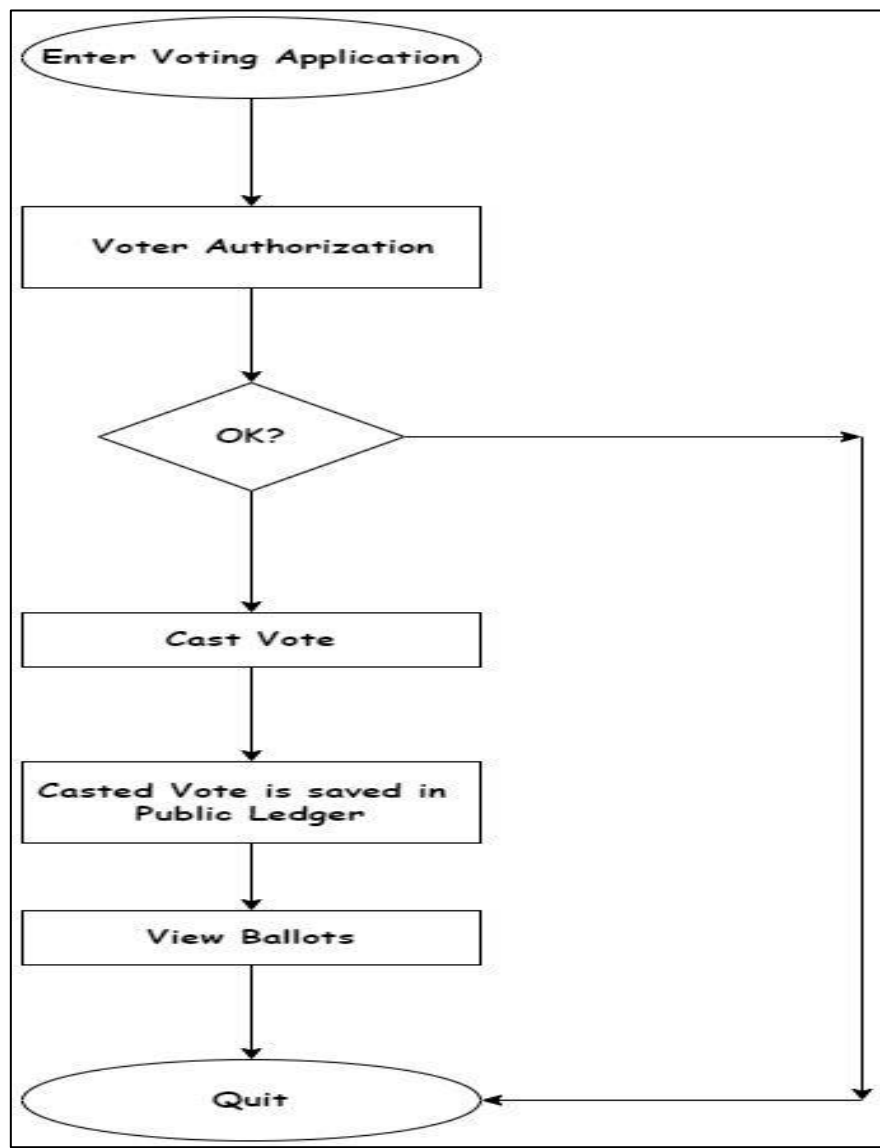 Enter Voting Application
Voter Authorization
OK?
Cast Vote
Casted Vote is saved in
Public Ledger
View Ballots
Quit